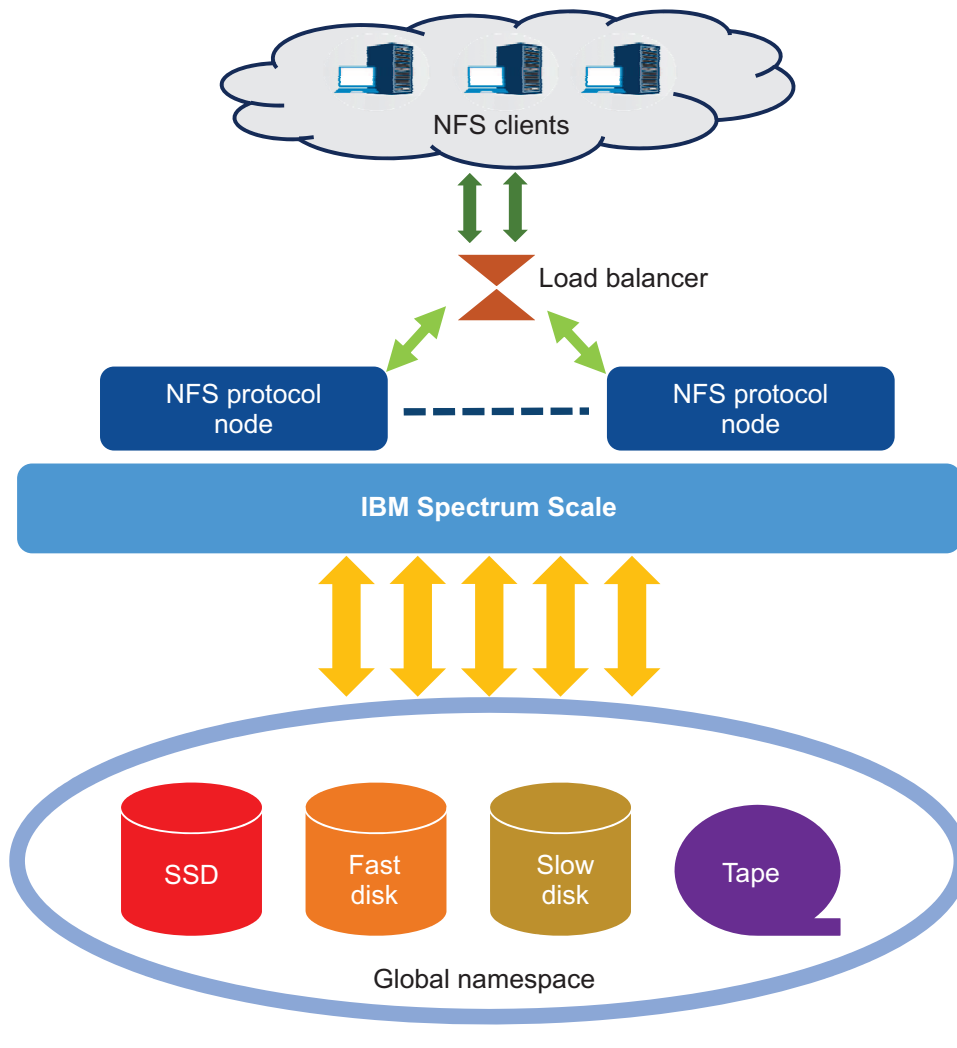 NFS clients
Load balancer
NFS protocol
node
NFS protocol
node
IBM Spectrum Scale
SSD
Fast
disk
Slow
disk
Tape
Global namespace